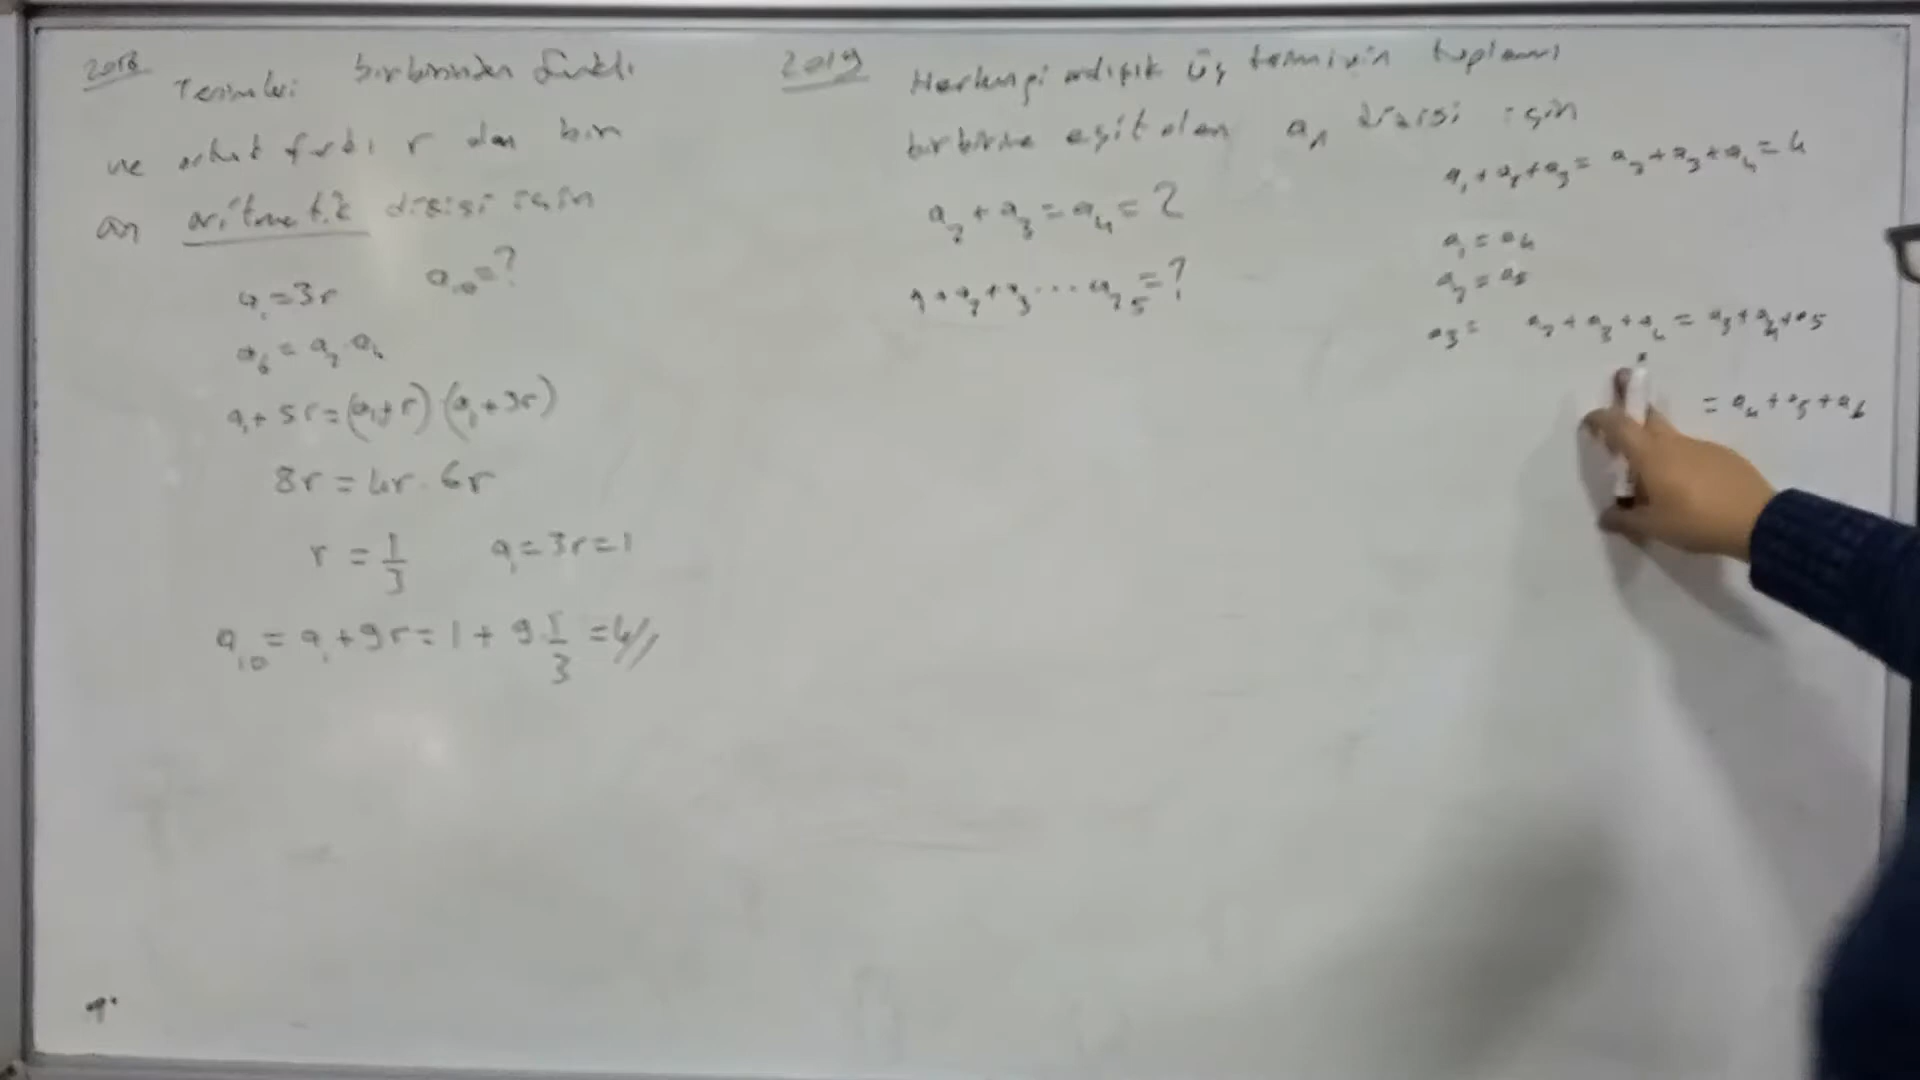 2018 Terimleri birbirinden farklı
ve ortak farkı r olan bir
an aritmetik dizisi için
a₁ = 3r a₁₀ = ?
a₆ = a₂ · a₄
a₁ + 5r = (a₁ + r) · (a₁ + 3r)
8r = 4r · 6r
r = 1/3 a₁ = 3r = 1
a₁₀ = a₁ + 9r = 1 + 9 · 1/3 = 4//
2019 Herhangi ardışık üç teriminin toplamı
birbirine eşit olan aₙ dizisi için
a₂ + a₃ = a₄ = 2
a₁ + a₂ + a₃ ... a₂₅ = ?
a₁ + a₂ + a₃ = a₂ + a₃ + a₄ = 4
a₁ = a₄
a₂ = a₅
a₃ = a₂ + a₃ + a₄ = a₃ + a₄ + a₅
= a₄ + a₅ + a₆